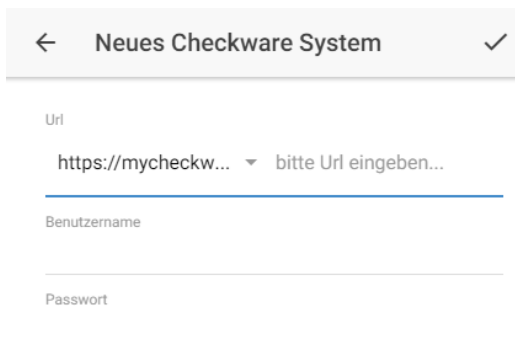 Neues Checkware System
Url
https://mycheckw... bitte Url eingeben...
Benutzername
Passwort